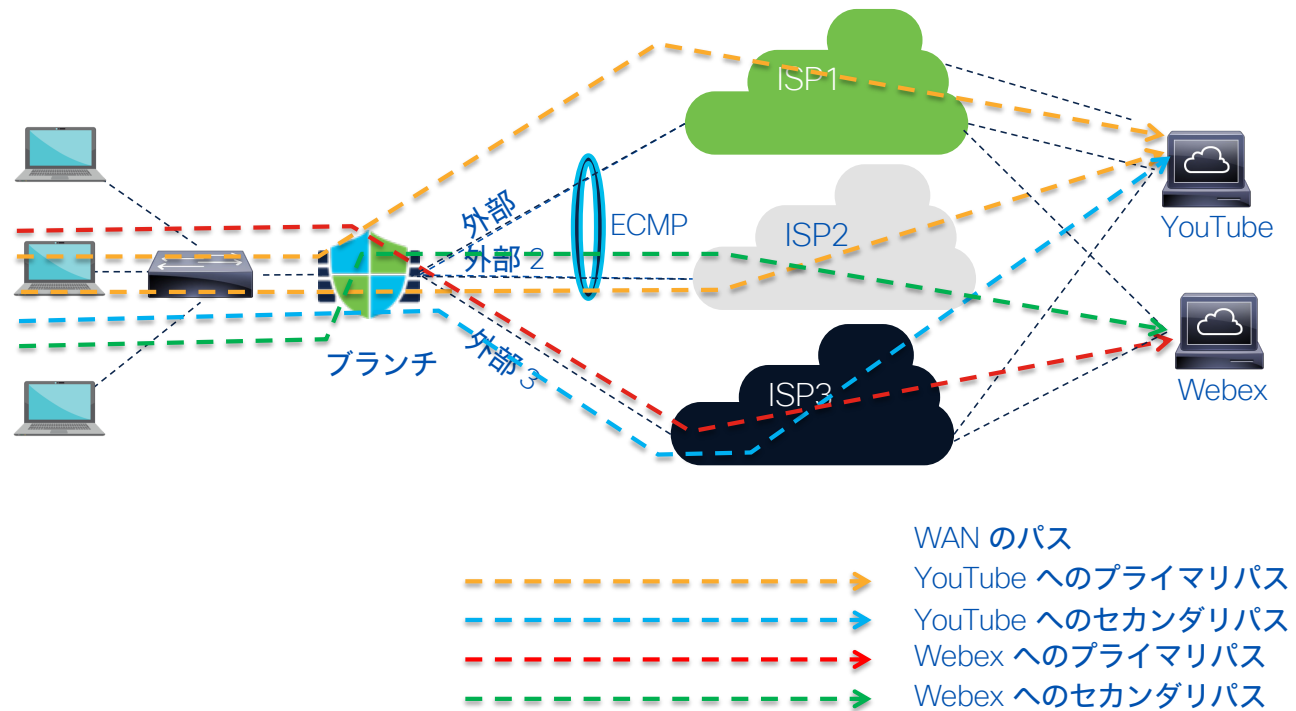 ISP1
外部
ECMP
YouTube
ISP2
外部 2
ブランチ
外部 3
ISP3
Webex
WAN のパス
YouTube へのプライマリパス
YouTube へのセカンダリパス
Webex へのプライマリパス
Webex へのセカンダリパス